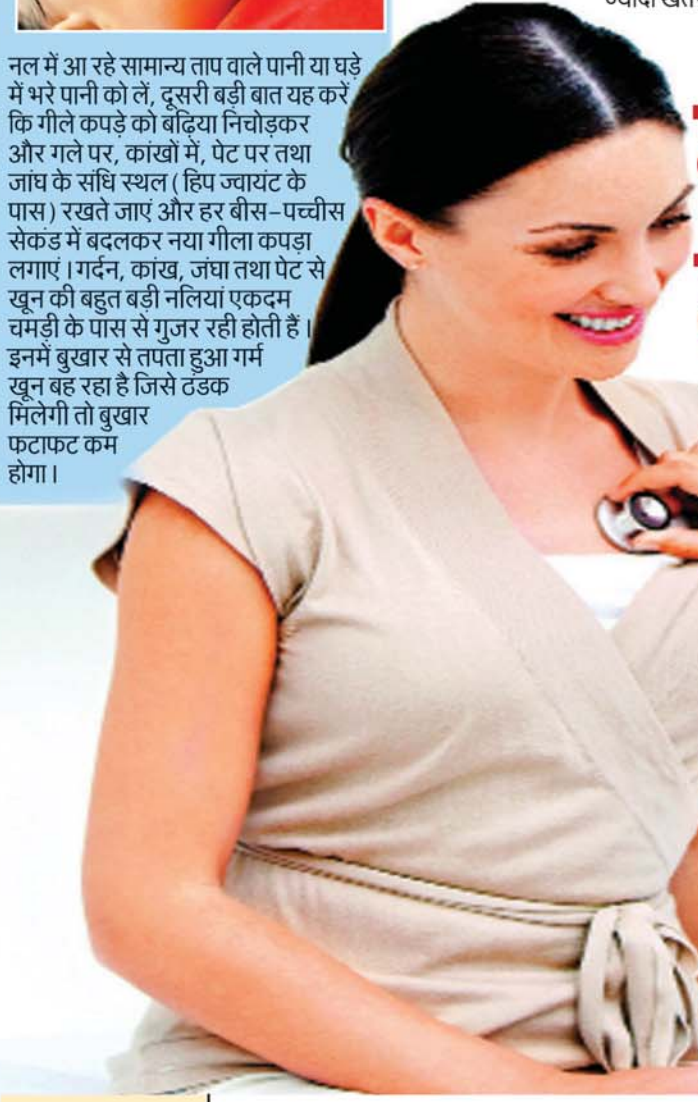 नल में आ रहे सामान्य ताप वाले पानी या घड़े
में भरे पानी को लें, दूसरी बड़ी बात यह करें
कि गीले कपड़े को बढ़िया निचोड़कर
और गले पर, कांखों में, पेट पर तथा
जांघ के संधि स्थल ( हिप ज्वायंट के
पास ) रखते जाएं और हर बीस-पच्चीस
सेकंड में बदलकर नया गीला कपड़ा
लगाएं । गर्दन, कांख, जंघा तथा पेट से
खून की बहुत बड़ी नलियां एकदम
चमड़ी के पास से गुजर रही होती हैं ।
इनमें बुखार से तपता हुआ गर्म
खून बह रहा है जिसे ठंडक
मिलेगी तो बुखार
फटाफट कम
होगा ।